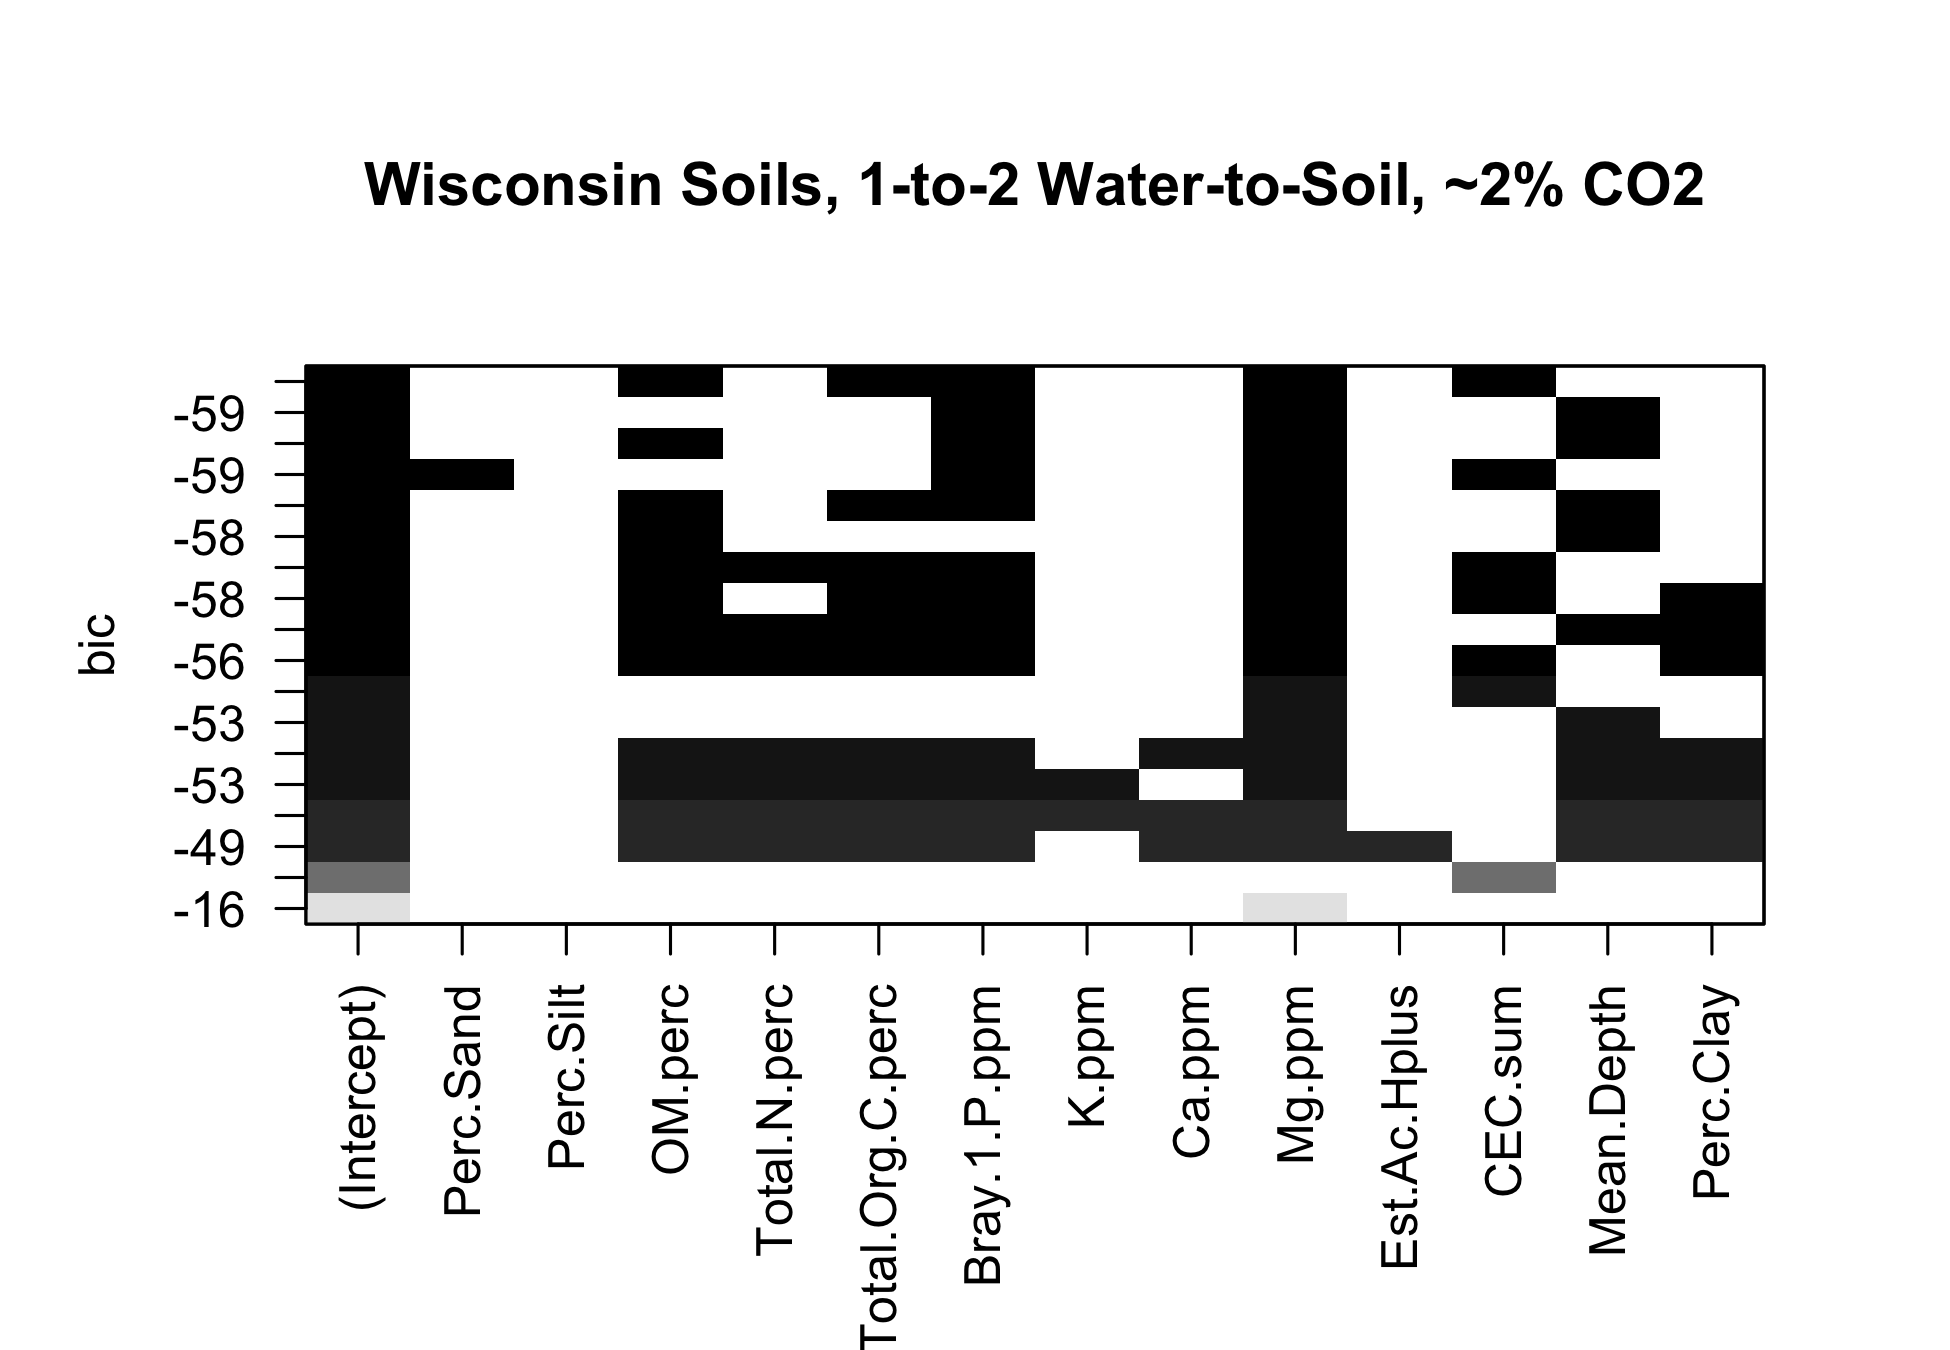 Wisconsin Soils, 1-to-2 Water-to-Soil, ~2% CO2
bic
-59
-59
-58
-58
-56
-53
-53
-49
-16
(Intercept)
Perc.Sand
Perc.Silt
OM.perc
Total.N.perc
Total.Org.C.perc
Bray.1.P.ppm
K.ppm
Ca.ppm
Mg.ppm
Est.Ac.Hplus
CEC.sum
Mean.Depth
Perc.Clay